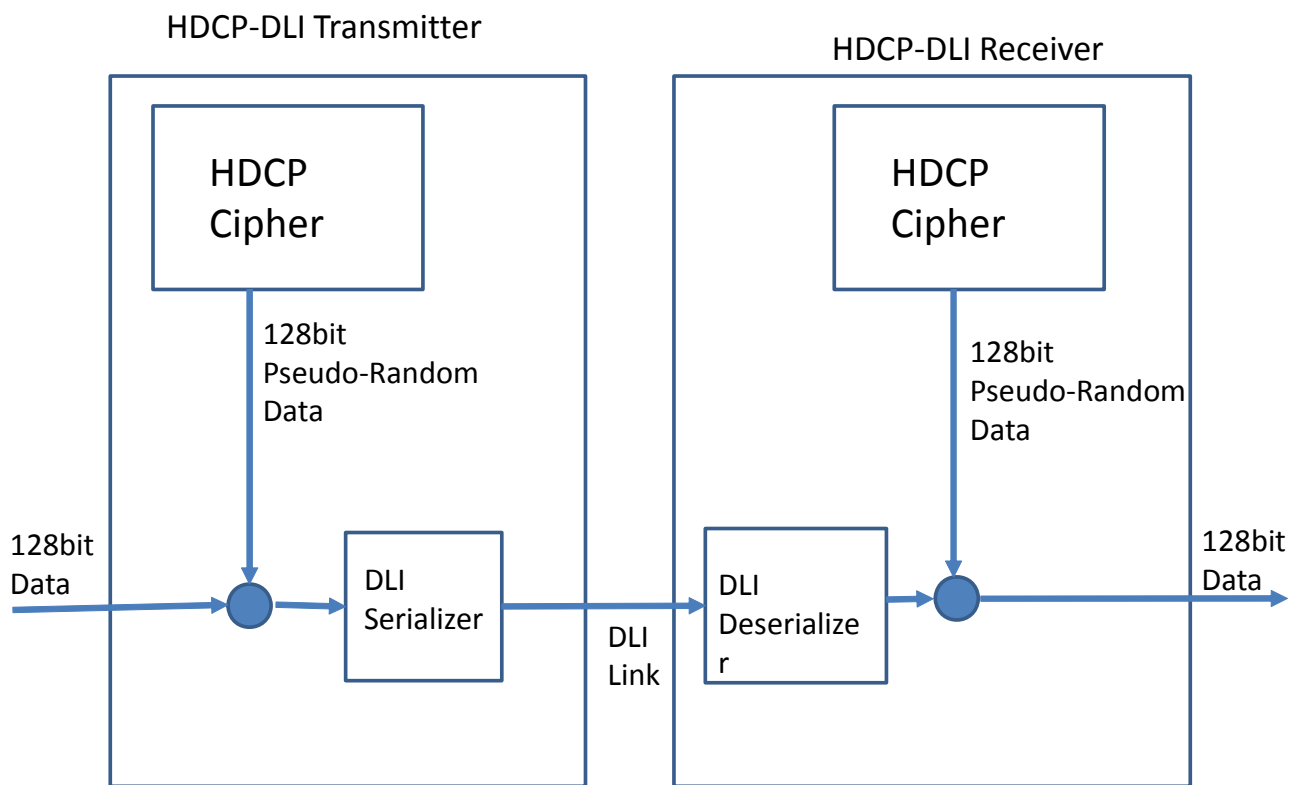 HDCP-DLI Transmitter
HDCP-DLI Receiver
HDCP
Cipher
HDCP
Cipher
128bit
Pseudo-Random
Data
128bit
Pseudo-Random
Data
128bit
Data
DLI
Serializer
DLI
Link
DLI
Deserialize
r
128bit
Data